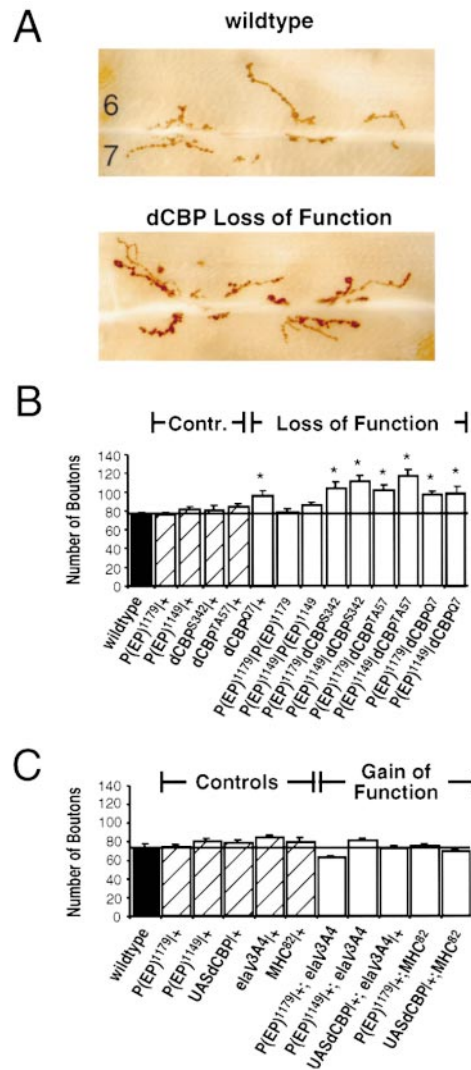 A
wildtype
6
7
dCBP Loss of Function
B
Contr.
Loss of Function
Number of Boutons
140
120
100
80
60
40
20
0
*
*
*
*
*
*
*
wildtype
P(EP)1179|+
P(EP)1149|+
dCBPS342|+
dCBPTA57|+
dCBPQ7|+
P(EP)1179|P(EP)1179
P(EP)1149|P(EP)1149
P(EP)1179|dCBPS342
P(EP)1149|dCBPS342
P(EP)1179|dCBPTA57
P(EP)1149|dCBPTA57
P(EP)1179|dCBPQ7
P(EP)1149|dCBPQ7
C
Controls
Gain of
Function
Number of Boutons
140
120
100
80
60
40
20
0
wildtype
P(EP)1179|+
P(EP)1149|+
UASdCBP|+
elaV3A4|+
MHC82|+
P(EP)1179|+; elaV3A4
P(EP)1149|+; elaV3A4
UASdCBP|+; elaV3A4|+
P(EP)1179|+;MHC82
UASdCBP|+;MHC82